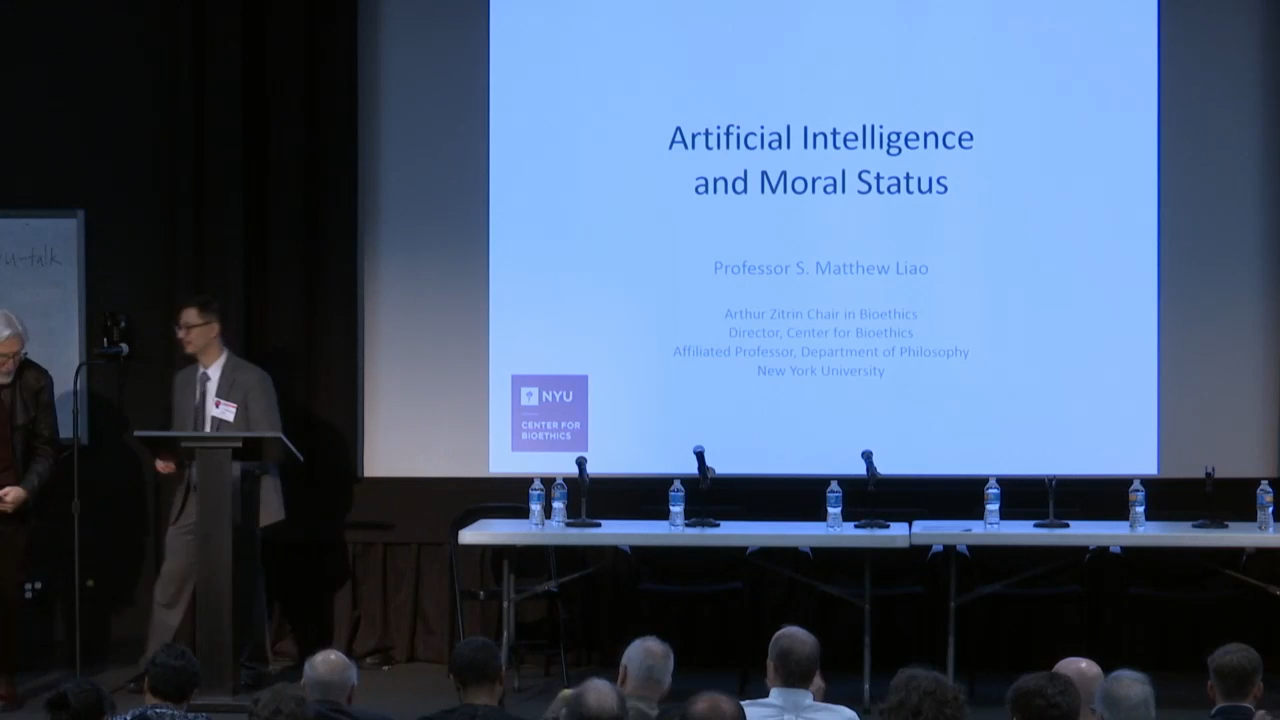 Artificial Intelligence
and Moral Status
Professor S. Matthew Liao
Arthur Zitrin Chair in Bioethics
Director, Center for Bioethics
Affiliated Professor, Department of Philosophy
New York University
NYU
CENTER FOR
BIOETHICS